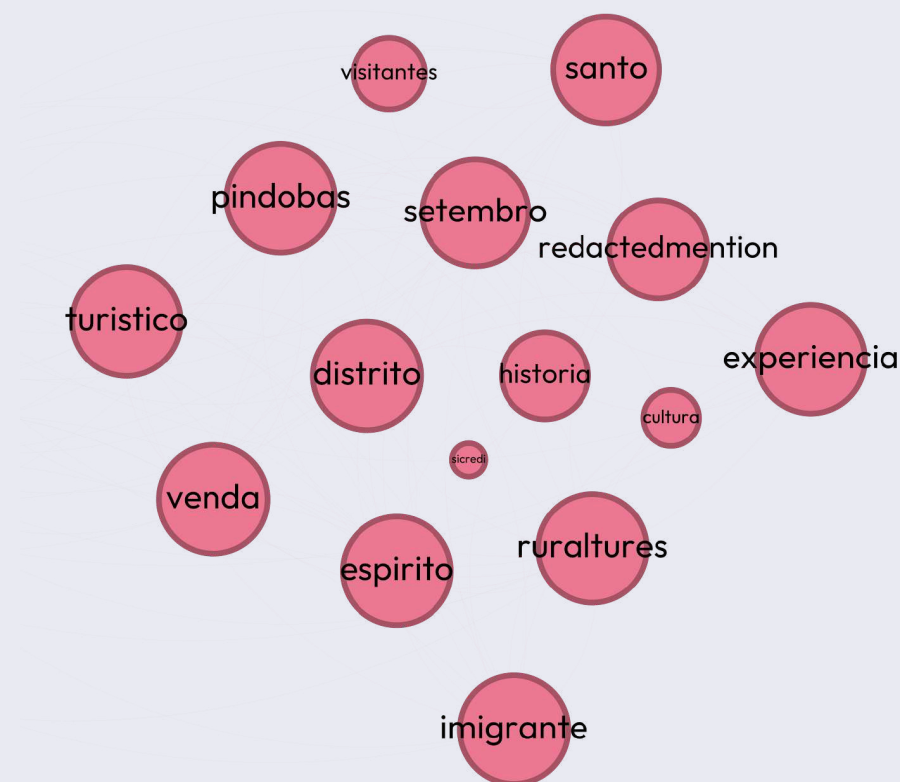 santo
visitantes
pindobas
setembro
redactedmention
turistico
experiencia
distrito
historia
cultura
sicredi
venda
ruraltures
espirito
imigrante